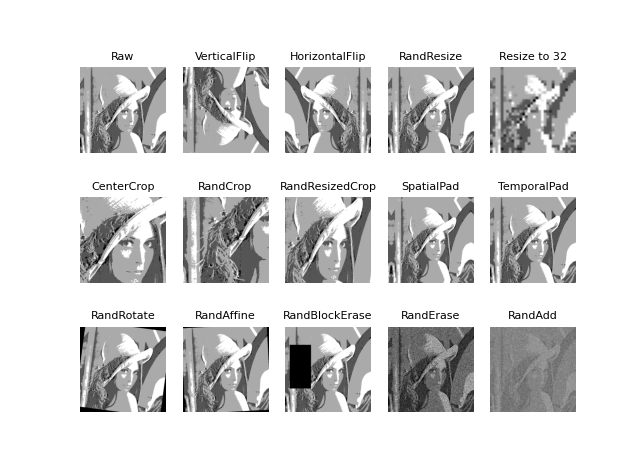 Raw VerticalFlip HorizontalFlip RandResize Resize to 32
CenterCrop RandCrop RandResizedCrop SpatialPad TemporalPad
RandRotate RandAffine RandBlockErase RandErase RandAdd